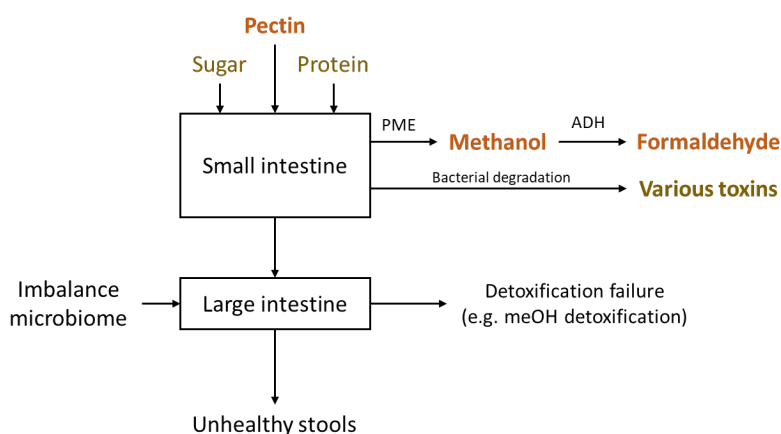 Pectin
Sugar
Protein
Small intestine
PME
Methanol
ADH
Formaldehyde
Bacterial degradation
Various toxins
Imbalance
microbiome
Large intestine
Detoxification failure
(e.g. meOH detoxification)
Unhealthy stools